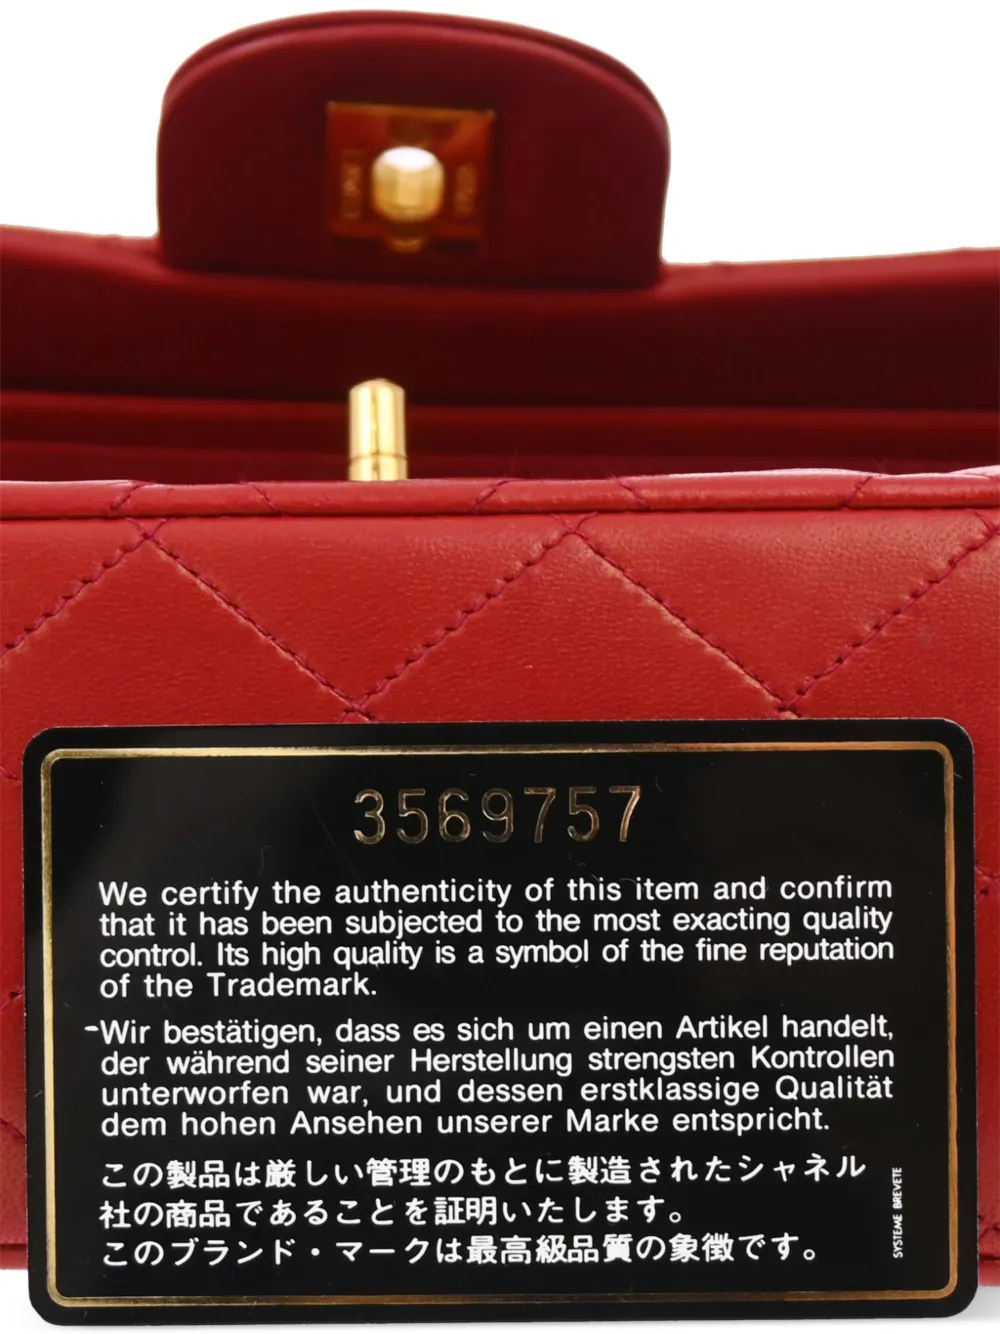 3569757
We certify the authenticity of this item and confirm
that it has been subjected to the most exacting quality
control. Its high quality is a symbol of the fine reputation
of the Trademark.
-Wir bestätigen, dass es sich um einen Artikel handelt,
der während seiner Herstellung strengsten Kontrollen
unterworfen war, und dessen erstklassige Qualität
dem hohen Ansehen unserer Marke entspricht.
この製品は厳しい管理のもとに製造されたシャネル
社の商品であることを証明いたします。
このブランド・マークは最高級品質の象徴です。
SYSTEME BREVETE